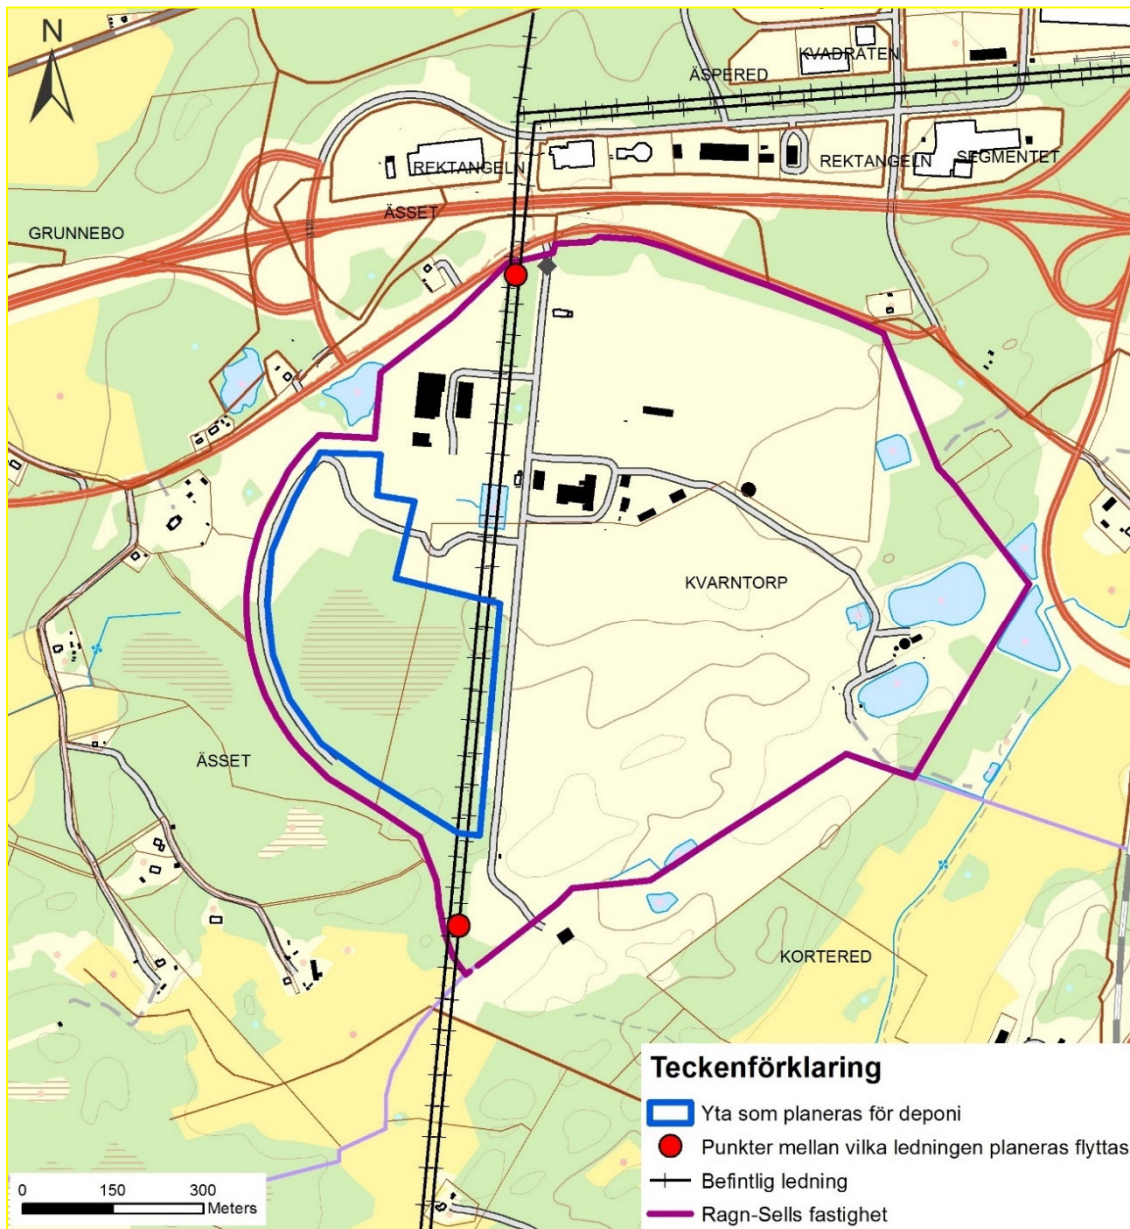 N
KVADRATEN
ÄSPERED
REKTANGELN
REKTANGELN
SEGMENTET
ÄSSET
GRUNNEBO
KVARNTORP
ÄSSET
KORTERED
Teckenförklaring
Yta som planeras för deponi
Punkter mellan vilka ledningen planeras flyttas
Befintlig ledning
Ragn-Sells fastighet
0 150 300
Meters